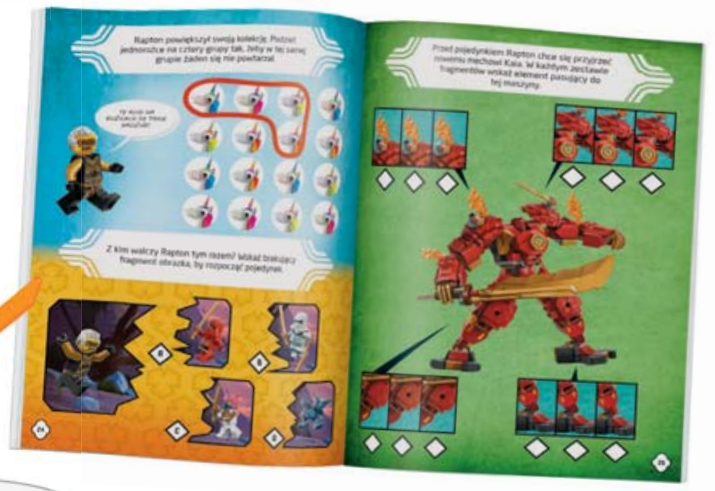 Rapton powiększył swoją kolekcję. Podziel
jednorożce na cztery grupy tak, żeby w tej samej
grupie żaden się nie powtarzał.
Z kim walczy Rapton tym razem? Wskaż brakujący
fragment obrazka, by rozpocząć pojedynek.
C
24
Przed pojedynkiem Rapton chce się przyjrzeć
nowemu mechowi Kaia. W każdym zestawie
fragmentów wskaż element pasujący do
tej maszyny.